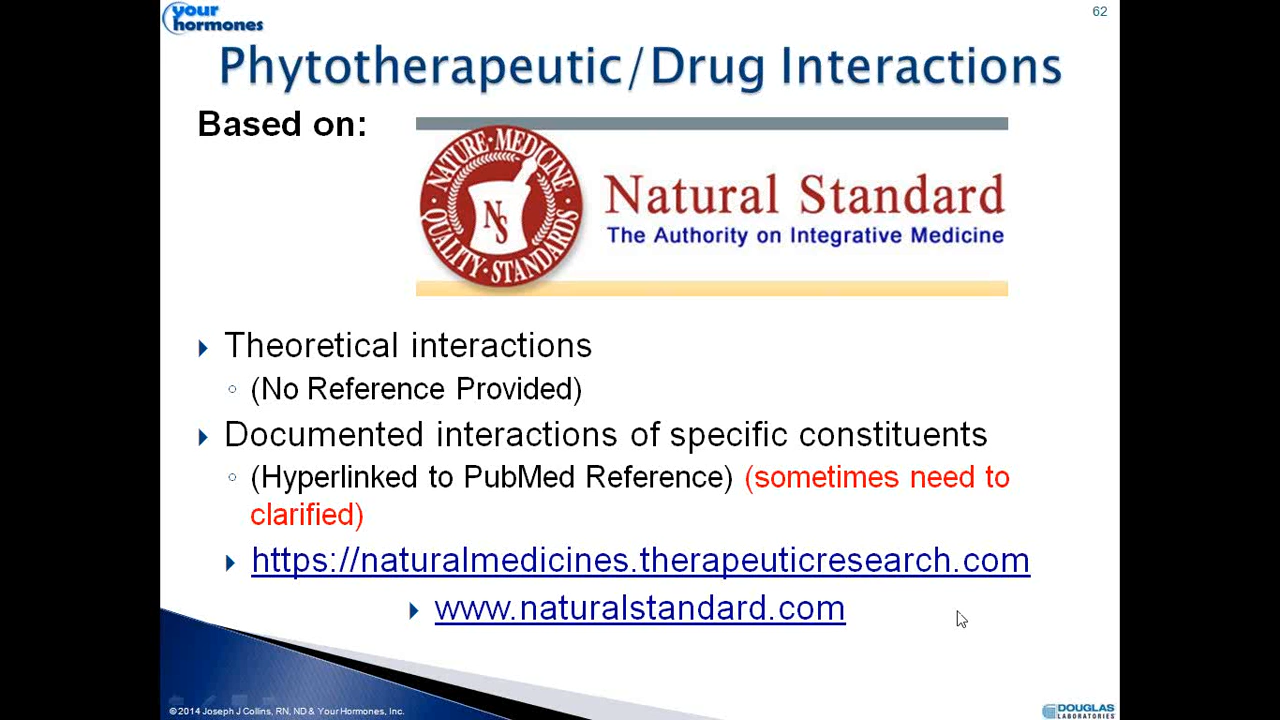 your
hormones
62
Phytotherapeutic/Drug Interactions
Based on:
NATURE·MEDICINE
QUALITY·STANDARDS
NS
Natural Standard
The Authority on Integrative Medicine
Theoretical interactions
(No Reference Provided)
Documented interactions of specific constituents
(Hyperlinked to PubMed Reference) (sometimes need to
clarified)
https://naturalmedicines.therapeuticresearch.com
www.naturalstandard.com
©2014 Joseph J Collins, RN, ND & Your Hormones, Inc.
DOUGLAS
LABORATORIES